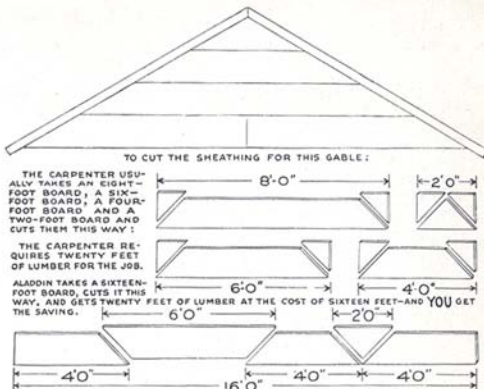 TO CUT THE SHEATHING FOR THIS GABLE:
THE CARPENTER USU-
ALLY TAKES AN EIGHT-
FOOT BOARD, A SIX-
FOOT BOARD, A FOUR-
FOOT BOARD AND A
TWO-FOOT BOARD AND
CUTS THEM THIS WAY:
8'-0"
2'0"
THE CARPENTER RE-
QUIRES TWENTY FEET
OF LUMBER FOR THE JOB.
6'0"
4'0"
ALADDIN TAKES A SIXTEEN-
FOOT BOARD, CUTS IT THIS
WAY, AND GETS TWENTY FEET OF LUMBER AT THE COST OF SIXTEEN FEET-AND YOU GET
THE SAVING.
6'0"
2'0"
4'0"
4'0"
4'0"
16'0"